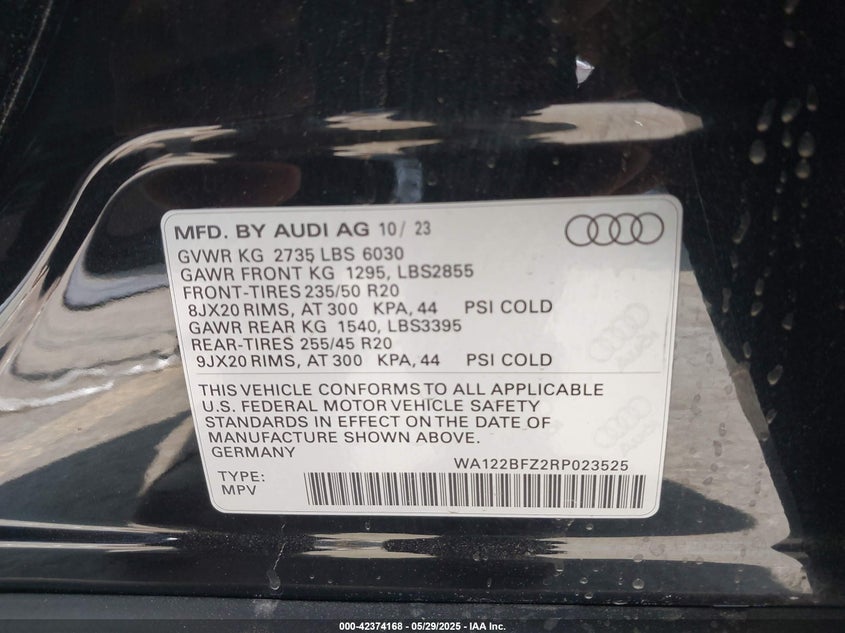 MFD. BY AUDI AG 10/ 23
GVWR KG 2735 LBS 6030
GAWR FRONT KG 1295, LBS2855
FRONT-TIRES 235/50 R20
8JX20 RIMS, AT 300 KPA, 44 PSI COLD
GAWR REAR KG 1540, LBS3395
REAR-TIRES 255/45 R20
9JX20 RIMS, AT 300 KPA, 44 PSI COLD
THIS VEHICLE CONFORMS TO ALL APPLICABLE
U.S. FEDERAL MOTOR VEHICLE SAFETY
STANDARDS IN EFFECT ON THE DATE OF
MANUFACTURE SHOWN ABOVE.
GERMANY
WA122BFZ2RP023525
TYPE:
MPV
000-42374168 - 05/29/2025 - IAA Inc.